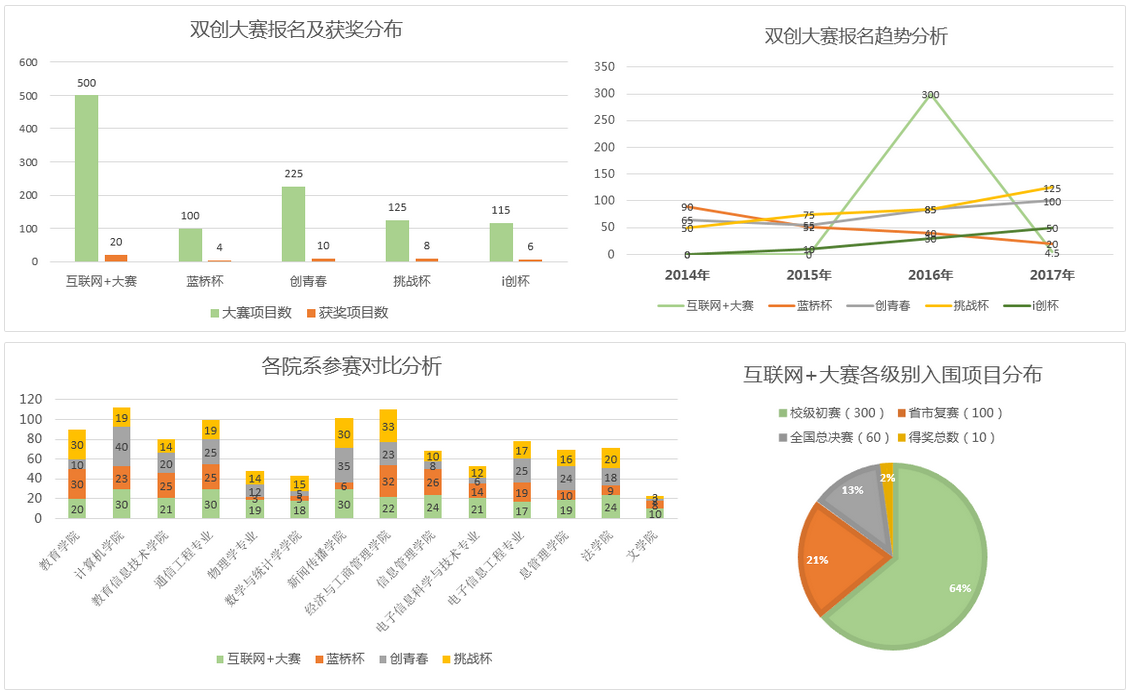 双创大赛报名及获奖分布
600
500
400
300
200
100
0
500
20
100
4
225
10
125
8
115
6
互联网+大赛 蓝桥杯 创青春 挑战杯 i创杯
大赛项目数 获奖项目数
双创大赛报名趋势分析
350
300
250
200
150
100
50
0
90
65
50
0
75
55
52
10
0
300
85
40
30
125
100
50
20
4.5
2014年 2015年 2016年 2017年
互联网+大赛 蓝桥杯 创青春 挑战杯 i创杯
各院系参赛对比分析
120
100
80
60
40
20
0
30 19 14 19 14 15 30 33 10 12 17 16 20 3
10 40 20 25 12 5 35 23 8 6 25 24 18
30 23 25 25 3 5 6 32 26 14 19 10 9
20 30 21 30 19 18 30 22 24 21 17 19 24 10
教育学院
计算机学院
教育信息技术学院
通信工程专业
物理学专业
数学与统计学学院
新闻传播学院
经济与工商管理学院
信息管理学院
电子信息科学与技术专业
电子信息工程专业
息管理学院
法学院
文学院
互联网+大赛 蓝桥杯 创青春 挑战杯
互联网+大赛各级别入围项目分布
校级初赛（300） 省市复赛（100）
全国总决赛（60） 得奖总数（10）
2%
13%
21%
64%